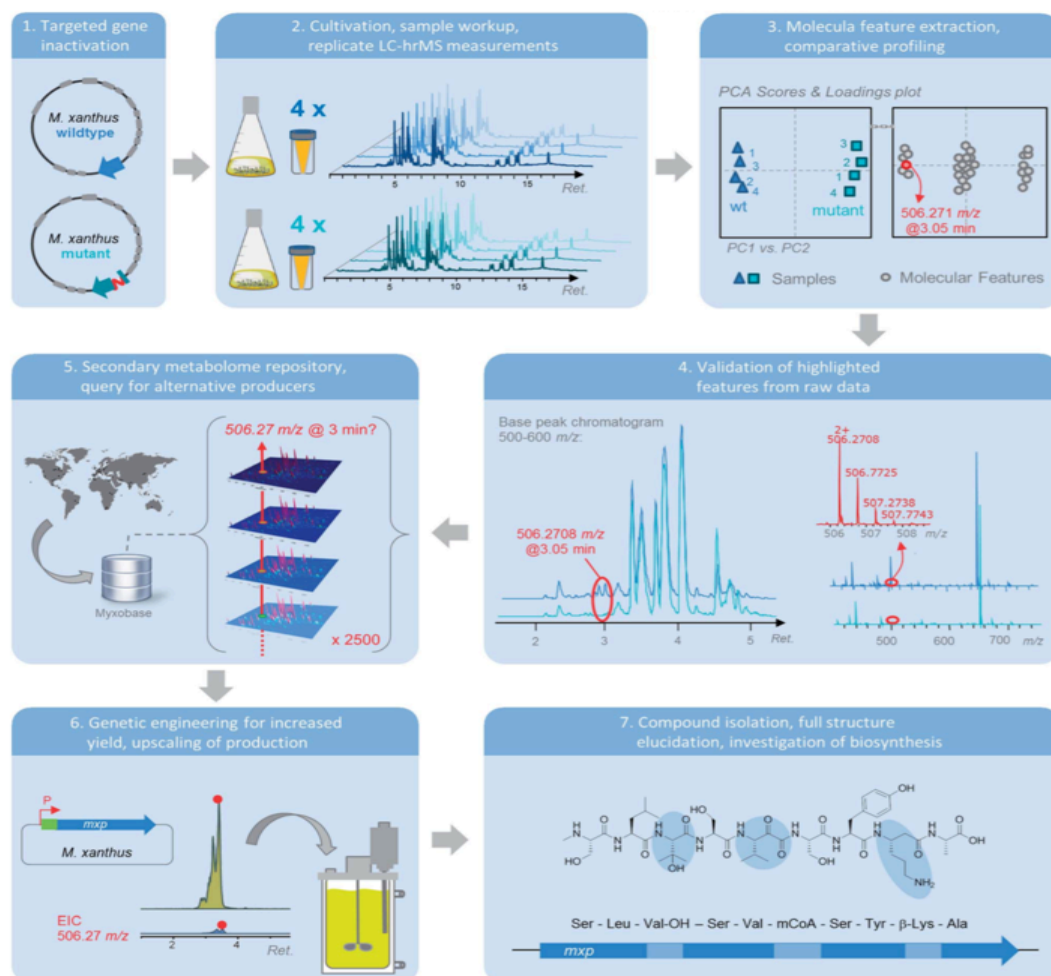 1. Targeted gene
inactivation
M. xanthus
wildtype
M. xanthus
mutant
2. Cultivation, sample workup,
replicate LC-hrMS measurements
4 x
5
10
15
Ret.
4 x
5
10
15
Ret.
3. Molecula feature extraction,
comparative profiling
PCA Scores & Loadings plot
1
3
2
4
wt
3
2
1
4
mutant
506.271 m/z
@3.05 min
PC1 vs. PC2
Samples
Molecular Features
4. Validation of highlighted
features from raw data
Base peak chromatogram
500-600 m/z:
506.2708 m/z
@3.05 min
2 3 4 5 Ret.
2+
506.2708
506.7725
507.2738
507.7743
506 507 508 m/z
500 600 700 m/z
5. Secondary metabolome repository,
query for alternative producers
506.27 m/z @ 3 min?
Myxobase
x 2500
6. Genetic engineering for increased
yield, upscaling of production
P
mxp
M. xanthus
EIC
506.27 m/z
2 4 Ret.
7. Compound isolation, full structure
elucidation, investigation of biosynthesis
HO
OH
N
H
O
OH
NH2
Ser - Leu - Val-OH – Ser - Val - mCoA - Ser - Tyr - β-Lys - Ala
mxp